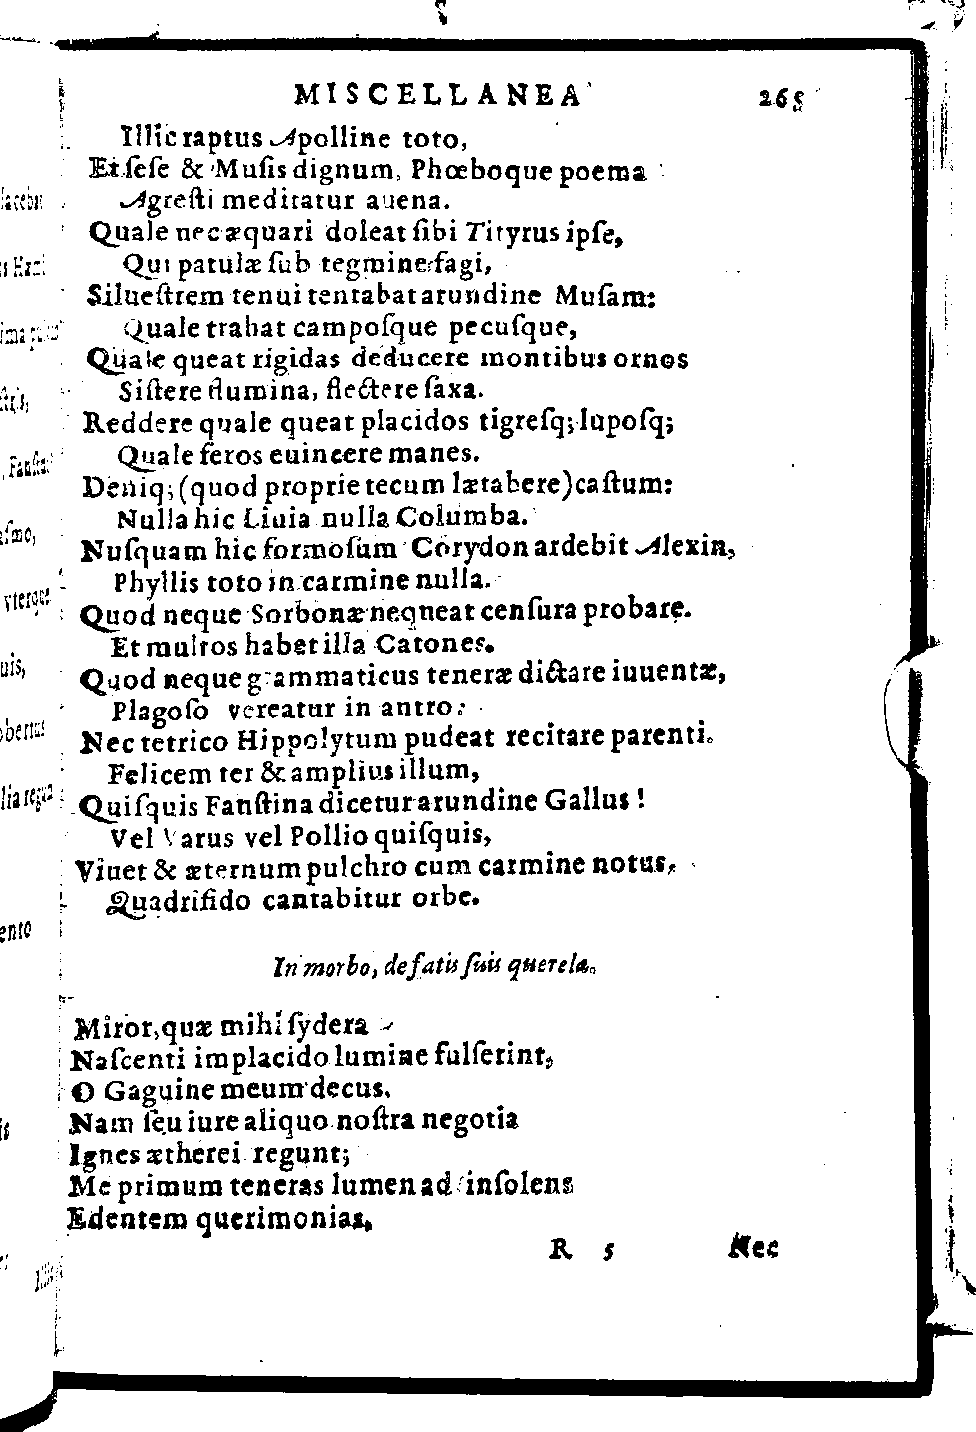 MISCELLANEA 265
Illic raptus Apolline toto,
Et ſeſe & Muſis dignum, Phœboque poema
Agreſti meditatur auena.
Quale nec æquari doleat ſibi Tityrus ipſe,
Qui patulæ ſub tegmine fagi,
Silueſtrem tenui tentabat arundine Muſam:
Quale trahat campoſque pecuſque,
Quale queat rigidas deducere montibus ornos
Siſtere flumina, flectere ſaxa.
Reddere quale queat placidos tigreſq; lupoſq;
Quale feros euincere manes.
Deniq; (quod proprie tecum lætabere) caſtum:
Nulla hic Liuia nulla Columba.
Nuſquam hic formoſum Corydon ardebit Alexin,
Phyllis toto in carmine nulla.
Quod neque Sorbonæ nequeat cenſura probare.
Et multos habet illa Catones.
Quod neque grammaticus teneræ dictare iuuentæ,
Plagoſo vereatur in antro:
Nec tetrico Hippolytum pudeat recitare parenti.
Felicem ter & amplius illum,
Quiſquis Fauſtina dicetur arundine Gallus!
Vel Varus vel Pollio quiſquis,
Viuet & æternum pulchro cum carmine notus,
Quadrifido cantabitur orbe.
In morbo, de fatis ſuis querela.
Miror, quæ mihi ſydera
Naſcenti implacido lumine fulſerint,
O Gaguine meum decus.
Nam ſeu iure aliquo noſtra negotia
Ignes ætherei regunt;
Me primum teneras lumen ad inſolens
Edentem querimonias,
R 5 Nec